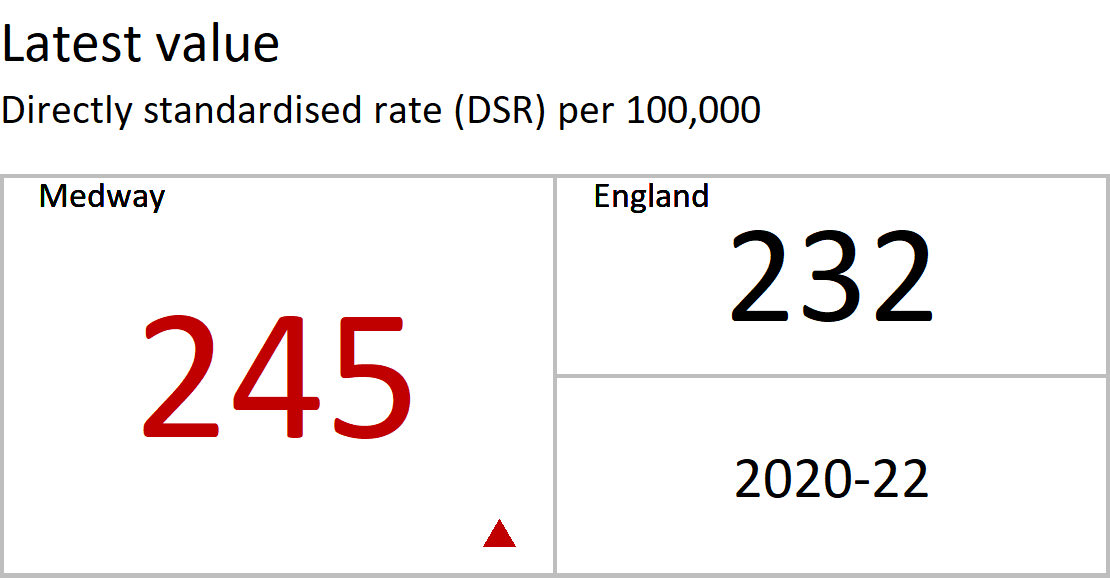 Latest value
Directly standardised rate (DSR) per 100,000
Medway
245
England
232
2020-22